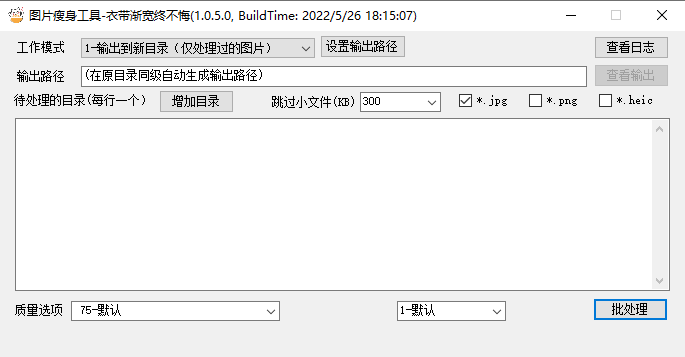 图片瘦身工具-衣带渐宽终不悔(1.0.5.0, BuildTime: 2022/5/26 18:15:07)
工作模式 1-输出到新目录（仅处理过的图片） 设置输出路径 查看日志
输出路径 (在原目录同级自动生成输出路径) 查看输出
待处理的目录(每行一个） 增加目录 跳过小文件(KB) 300 *.jpg *.png *.heic
质量选项 75-默认 1-默认 批处理